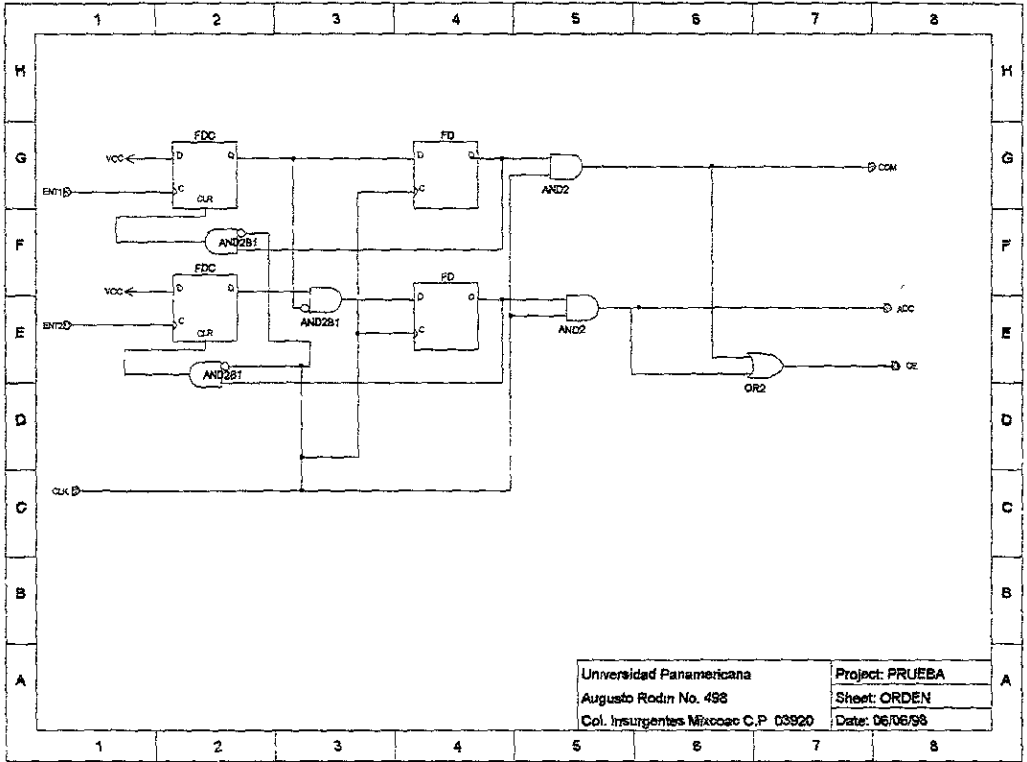 1 2 3 4 5 6 7 8
H H
FDC FD
G VCC D Q D Q G
COM
ENT1 C C AND2
CLR
F AND2B1 F
FDC FD
VCC D Q D Q
AND2B1 ADC
E ENT2 C C AND2 E
CLR
AND2B1 CE
OR2
D D
CLK
C C
B B
A A
Universidad Panamericana
Project: PRUEBA
Augusto Rodin No. 498
Sheet: ORDEN
Col. Insurgentes Mixcoac C.P 03920
Date: 06/06/98
1 2 3 4 5 6 7 8